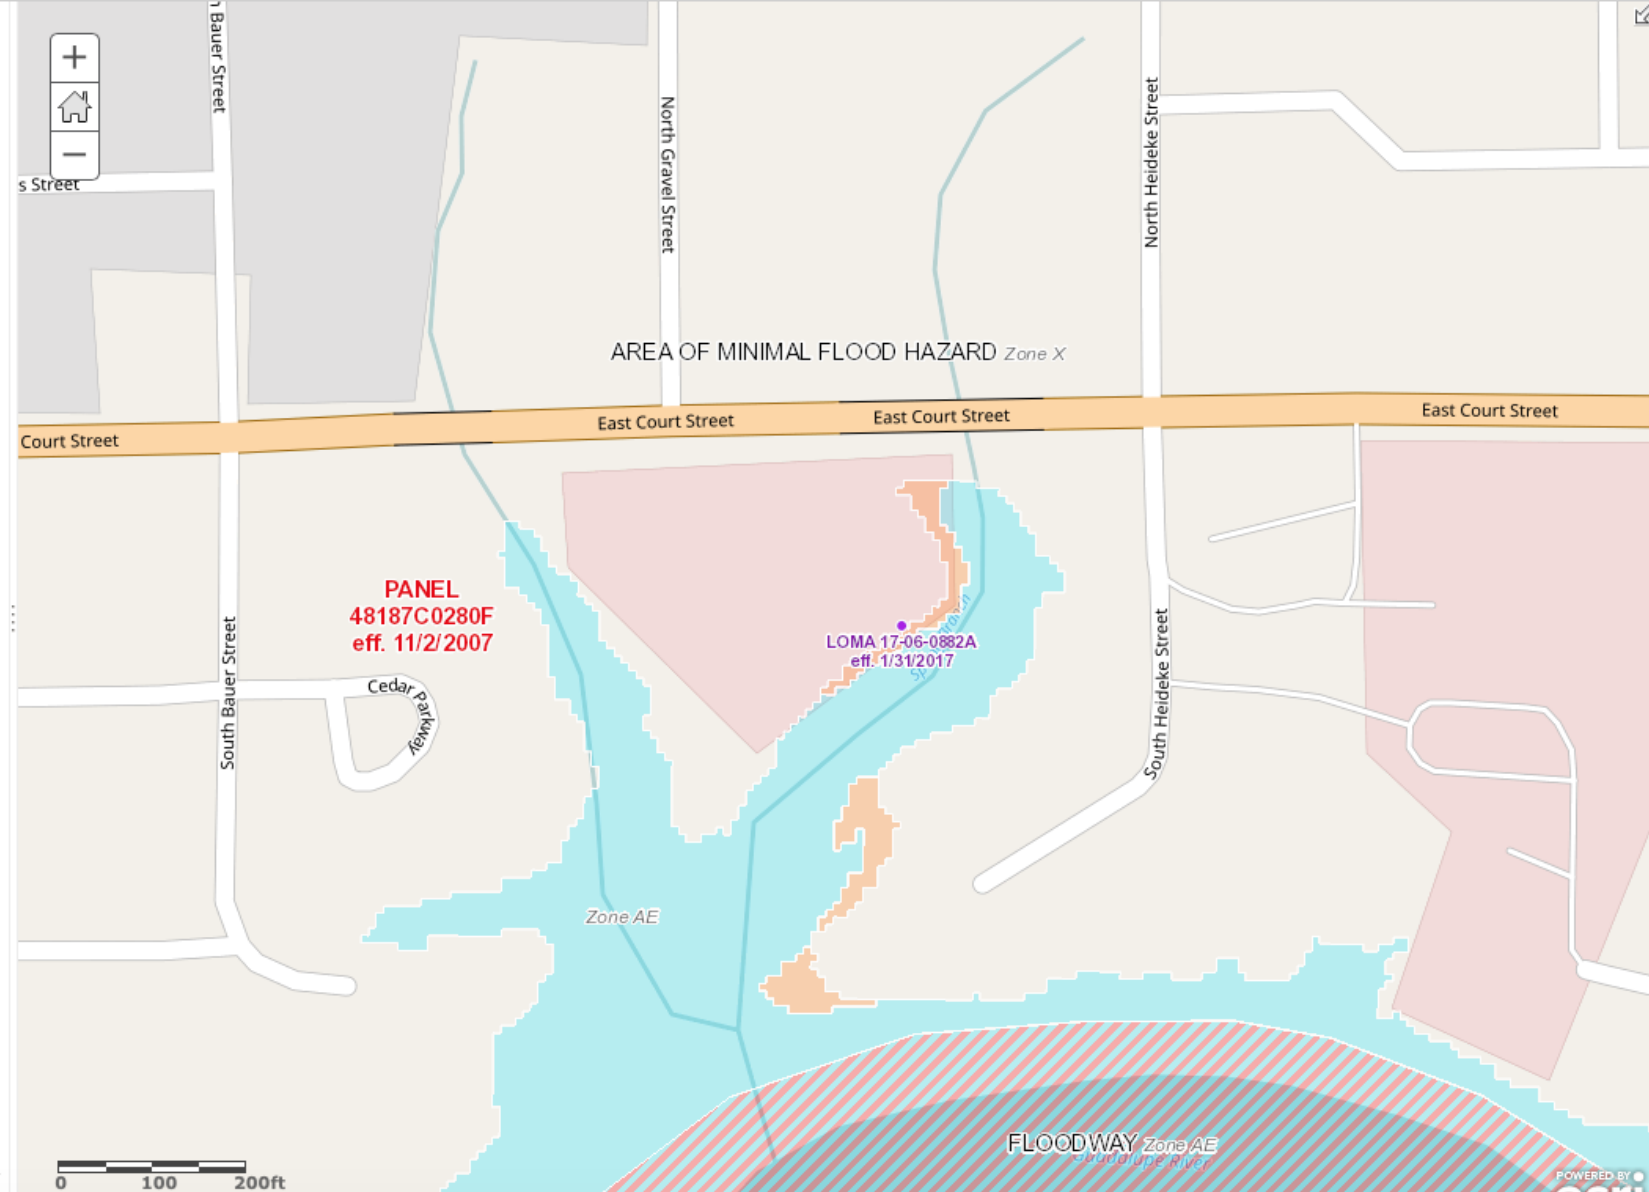 Bauer Street
s Street
North Gravel Street
North Heideke Street
AREA OF MINIMAL FLOOD HAZARD Zone X
Court Street
East Court Street
East Court Street
East Court Street
PANEL
48187C0280F
eff. 11/2/2007
LOMA 17-06-0882A
eff. 1/31/2017
Cedar Parkway
South Bauer Street
South Heideke Street
Zone AE
FLOODWAY Zone AE
Guadalupe River
0 100 200ft
POWERED BY